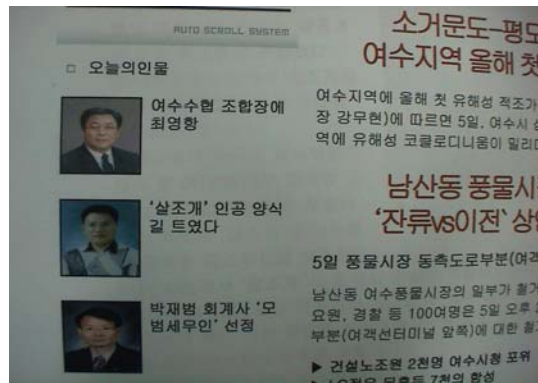 AUTO SCROLL SYSTEM
□ 오늘의인물
여수수협 조합장에
최영항
'살조개' 인공 양식
길 트였다
박재범 회계사 '모
범세무인' 선정
소거문도-평도
여수지역 올해 첫
여수지역에 올해 첫 유해성 적조가
장 강무현)에 따르면 5일, 여수시 삼
역에 유해성 코클로디니움이 밀리
남산동 풍물시
'잔류vs이전' 상
5일 풍물시장 동측도로부분(여객
남산동 여수풍물시장의 일부가 철거
요원, 경찰 등 100여명은 5일 오후
부분(여객선터미널 앞쪽)에 대한 철
▶ 건설노조원 2천명 여수시청 포위